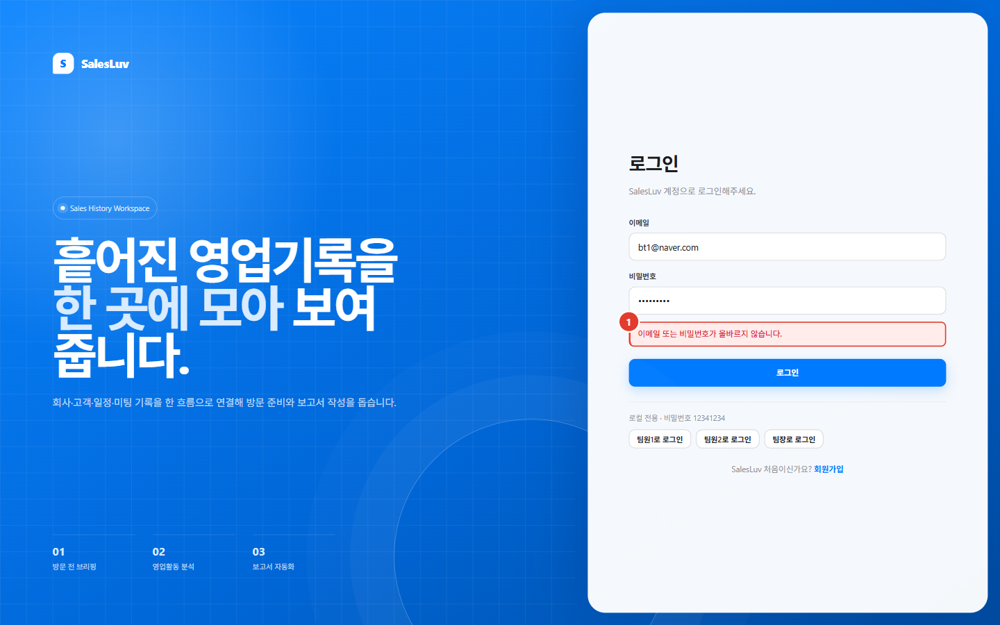 S SalesLuv
Sales History Workspace
흩어진 영업기록을
한 곳에 모아 보여
줍니다.
회사·고객·일정·미팅 기록을 한 흐름으로 연결해 방문 준비와 보고서 작성을 돕습니다.
01
방문 전 브리핑
02
영업활동 분석
03
보고서 자동화
로그인
SalesLuv 계정으로 로그인해주세요.
이메일
bt1@naver.com
비밀번호
•••••••••
1
이메일 또는 비밀번호가 올바르지 않습니다.
로그인
로컬 전용 · 비밀번호 12341234
팀원1로 로그인 팀원2로 로그인 팀장로 로그인
SalesLuv 처음이신가요? 회원가입